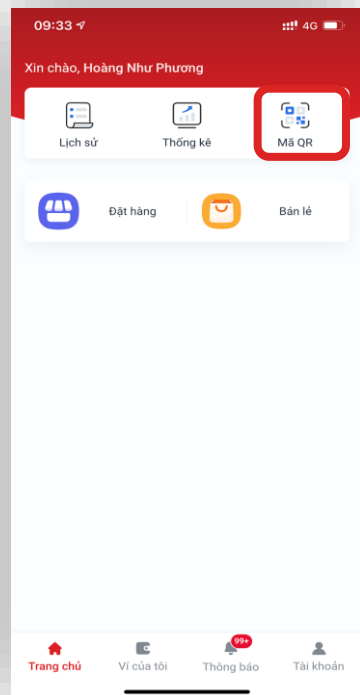 09:33 4G
Xin chào, Hoàng Như Phương
Lịch sử Thống kê Mã QR
Đặt hàng Bán lẻ
99+
Trang chủ Ví của tôi Thông báo Tài khoản